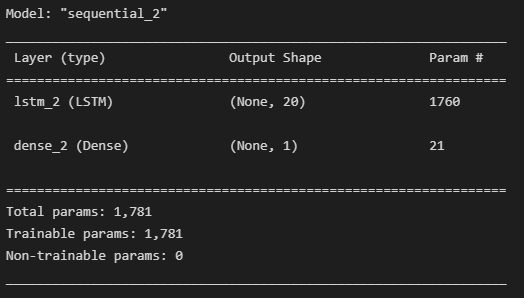 Model: "sequential_2"
_________________________________________________________________
Layer (type)                Output Shape              Param #
=================================================================
lstm_2 (LSTM)               (None, 20)                1760
dense_2 (Dense)             (None, 1)                 21
=================================================================
Total params: 1,781
Trainable params: 1,781
Non-trainable params: 0
_________________________________________________________________